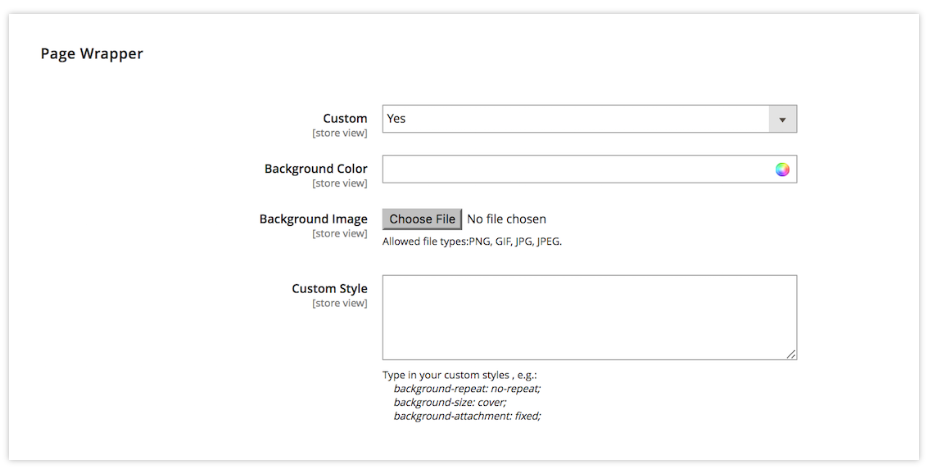 Page Wrapper
Custom
[store view]
Yes
Background Color
[store view]
Background Image
[store view]
Choose File No file chosen
Allowed file types:PNG, GIF, JPG, JPEG.
Custom Style
[store view]
Type in your custom styles , e.g.:
background-repeat: no-repeat;
background-size: cover;
background-attachment: fixed;